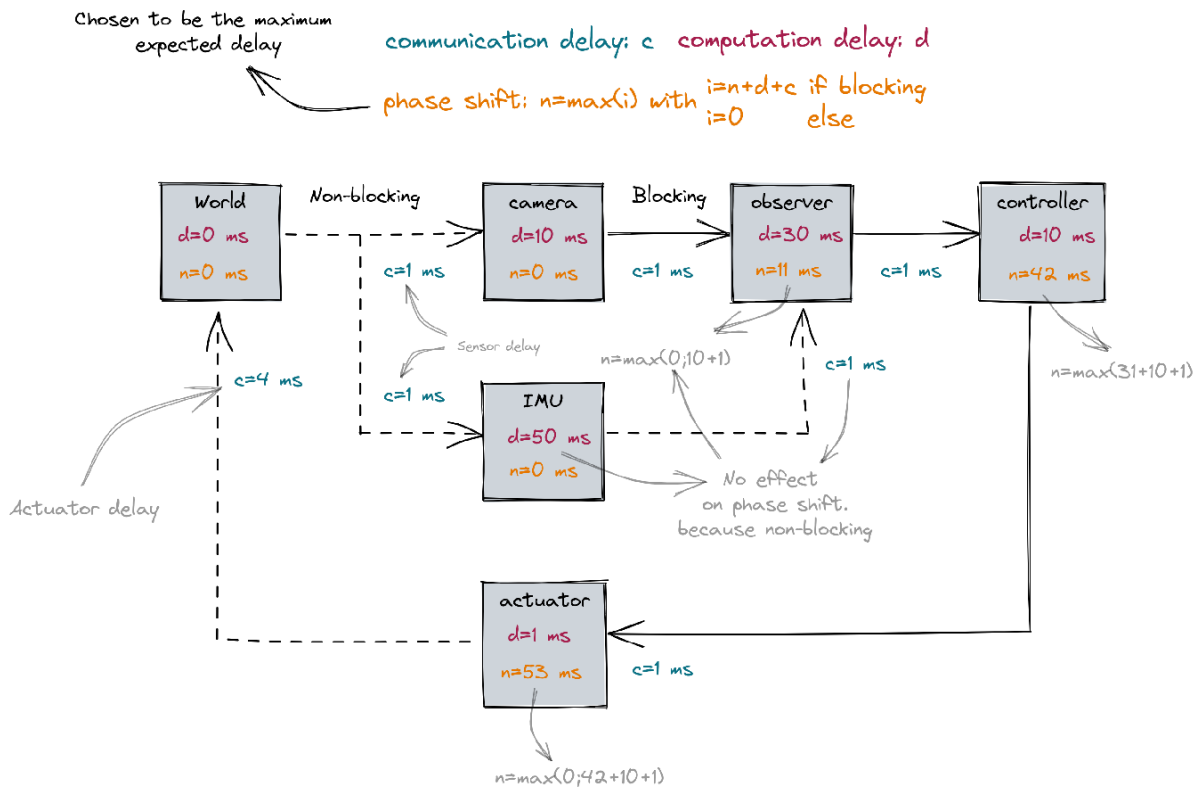 Chosen to be the maximum
expected delay
communication delay: c computation delay: d
phase shift: n=max(i) with
i=n+d+c if blocking
i=0 else
World
d=0 ms
n=0 ms
Non-blocking
c=1 ms
camera
d=10 ms
n=0 ms
Blocking
c=1 ms
observer
d=30 ms
n=11 ms
c=1 ms
controller
d=10 ms
n=42 ms
Sensor delay
n=max(0;10+1)
c=1 ms
n=max(31+10+1)
c=4 ms
c=1 ms
IMU
d=50 ms
n=0 ms
No effect
on phase shift.
because non-blocking
Actuator delay
actuator
d=1 ms
n=53 ms
c=1 ms
n=max(0;42+10+1)